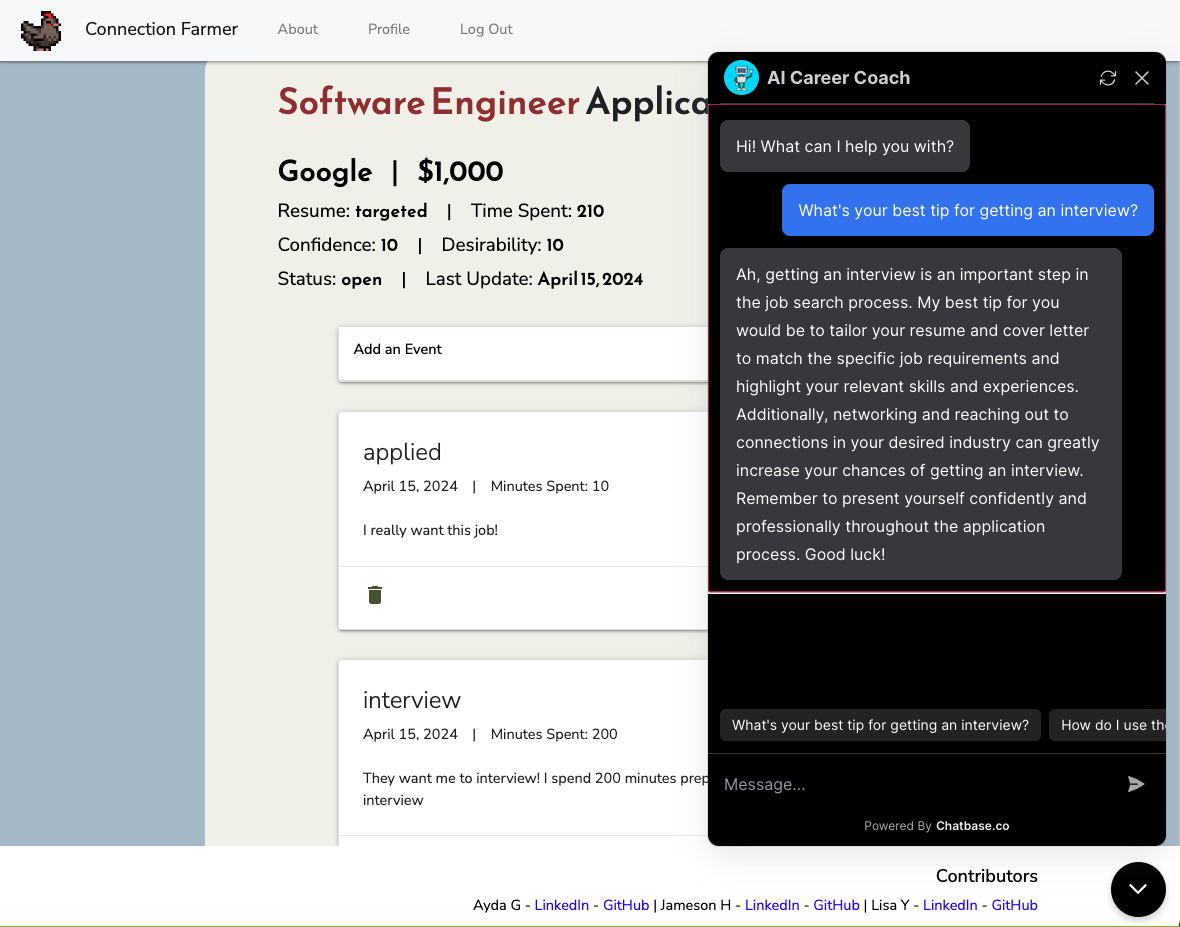 Connection Farmer
About
Profile
Log Out
Software Engineer Applica
Google | $1,000
Resume: targeted | Time Spent: 210
Confidence: 10 | Desirability: 10
Status: open | Last Update: April 15, 2024
Add an Event
applied
April 15, 2024 | Minutes Spent: 10
I really want this job!
interview
April 15, 2024 | Minutes Spent: 200
They want me to interview! I spend 200 minutes prep
interview
AI Career Coach
Hi! What can I help you with?
What's your best tip for getting an interview?
Ah, getting an interview is an important step in
the job search process. My best tip for you
would be to tailor your resume and cover letter
to match the specific job requirements and
highlight your relevant skills and experiences.
Additionally, networking and reaching out to
connections in your desired industry can greatly
increase your chances of getting an interview.
Remember to present yourself confidently and
professionally throughout the application
process. Good luck!
What's your best tip for getting an interview?
How do I use the
Message...
Powered By Chatbase.co
Contributors
Ayda G - LinkedIn - GitHub | Jameson H - LinkedIn - GitHub | Lisa Y - LinkedIn - GitHub